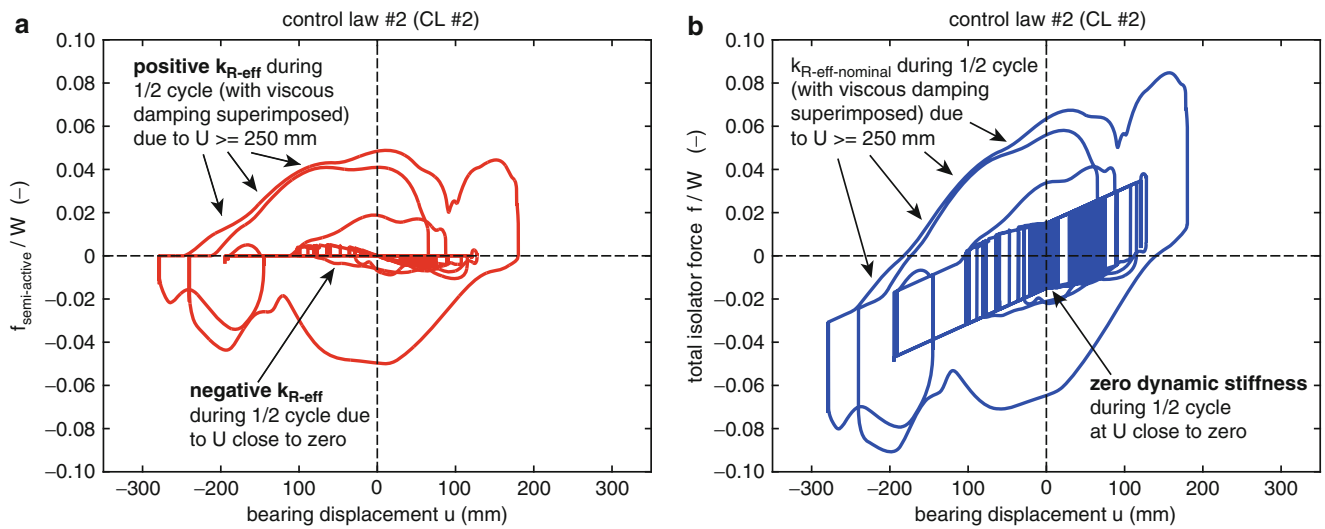 a
control law #2 (CL #2)
0.10
0.08
0.06
0.04
0.02
0
−0.02
−0.04
−0.06
−0.08
−0.10
f semi-active / W (−)
positive k R-eff during
1/2 cycle (with viscous
damping superimposed)
due to U >= 250 mm
negative k R-eff
during 1/2 cycle due
to U close to zero
−300
−200
−100
0
100
200
300
bearing displacement u (mm)
b
control law #2 (CL #2)
0.10
0.08
0.06
0.04
0.02
0
−0.02
−0.04
−0.06
−0.08
−0.10
total isolator force f / W (−)
k R-eff-nominal during 1/2 cycle
(with viscous damping
superimposed) due
to U >= 250 mm
zero dynamic stiffness
during 1/2 cycle
at U close to zero
−300
−200
100
0
100
200
300
bearing displacement u (mm)